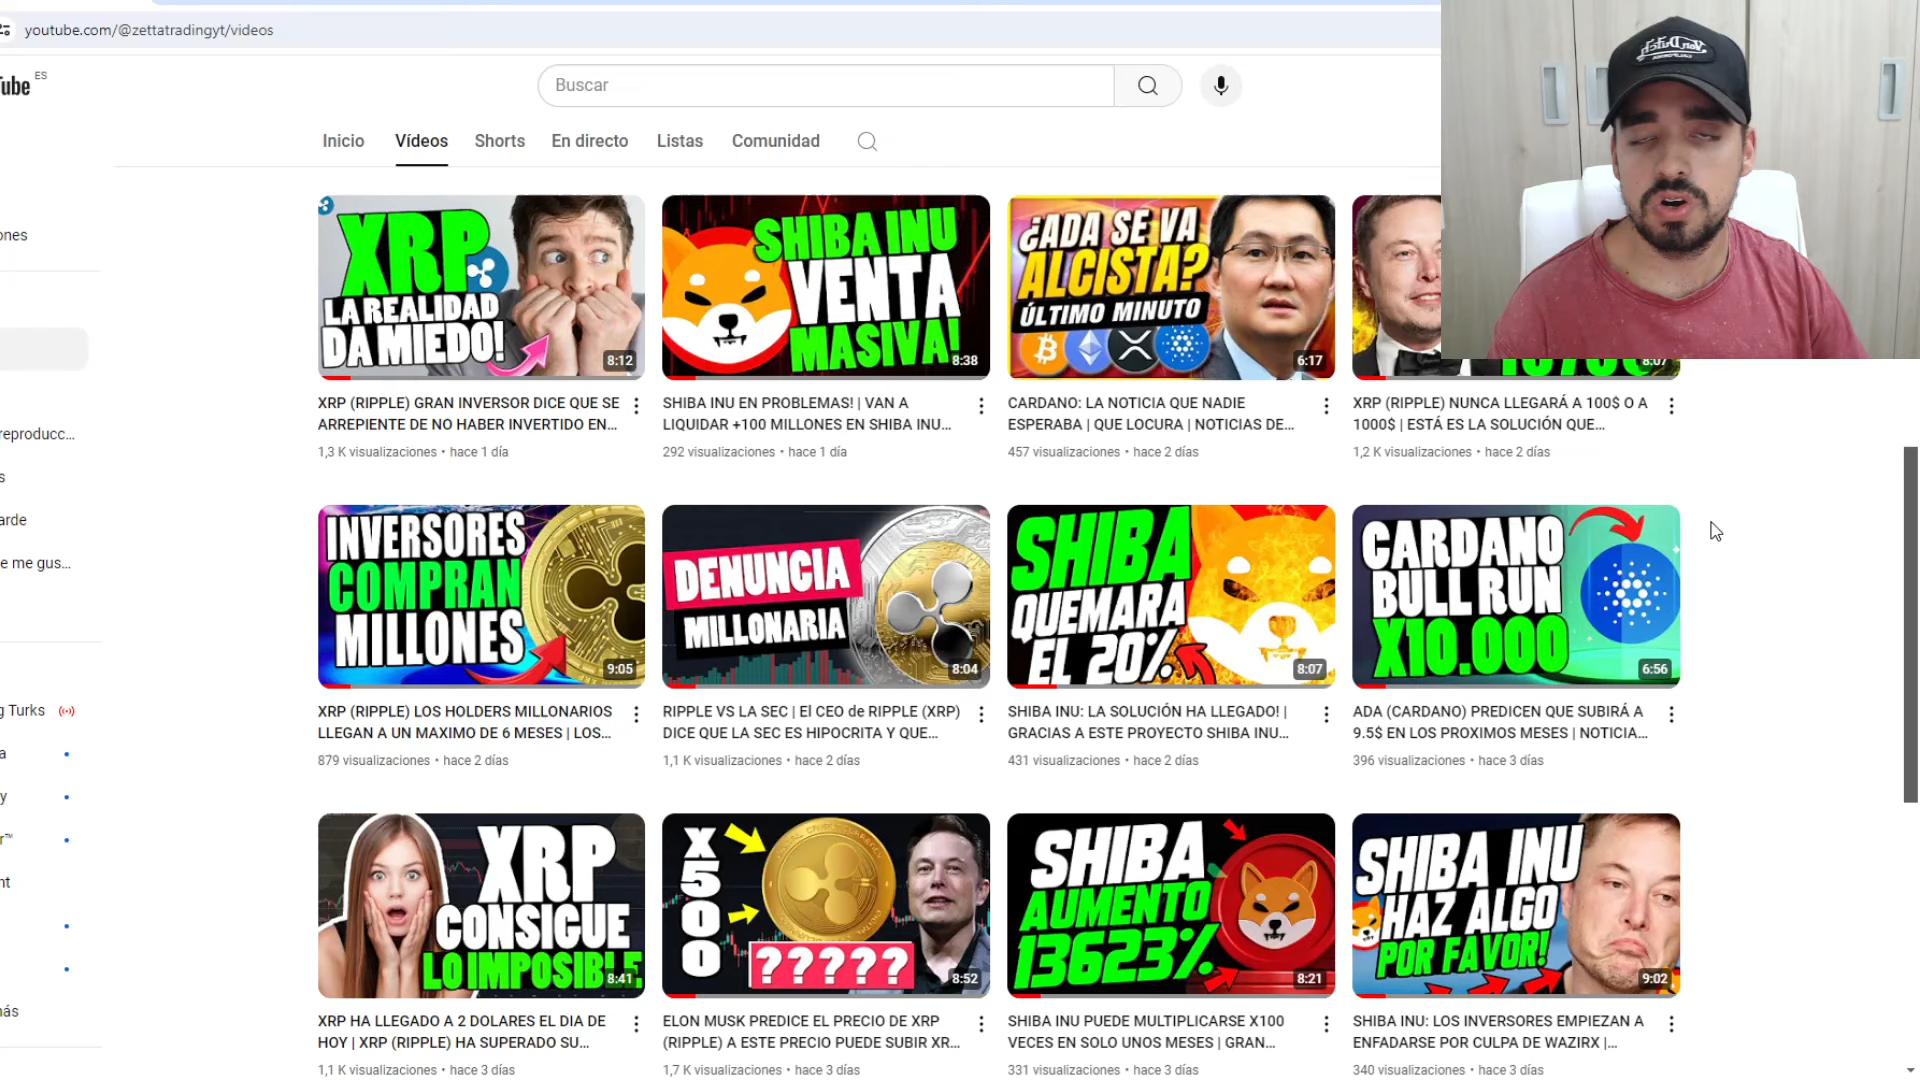 youtube.com/@zettatradingyt/videos
Tube ES
Buscar
Inicio Vídeos Shorts En directo Listas Comunidad
ones
reproducc...
s
arde
e me gus...
g Turks
a
y
r™
nt
más
XRP
LA REALIDAD
DA MIEDO!
8:12
SHIBA INU
VENTA
MASIVA!
8:38
¿ADA SE VA
ALCISTA?
ÚLTIMO MINUTO
6:17
8:07
Von Dutch
XRP (RIPPLE) GRAN INVERSOR DICE QUE SE
ARREPIENTE DE NO HABER INVERTIDO EN...
1,3 K visualizaciones • hace 1 día
SHIBA INU EN PROBLEMAS! | VAN A
LIQUIDAR +100 MILLONES EN SHIBA INU...
292 visualizaciones • hace 1 día
CARDANO: LA NOTICIA QUE NADIE
ESPERABA | QUE LOCURA | NOTICIAS DE...
457 visualizaciones • hace 2 días
XRP (RIPPLE) NUNCA LLEGARÁ A 100$ O A
1000$ | ESTÁ ES LA SOLUCIÓN QUE...
1,2 K visualizaciones • hace 2 días
INVERSORES
COMPRAN
MILLONES
9:05
DENUNCIA
MILLONARIA
8:04
SHIBA
QUEMARA
EL 20%
8:07
CARDANO
BULL RUN
X10.000
6:56
XRP (RIPPLE) LOS HOLDERS MILLONARIOS
LLEGAN A UN MAXIMO DE 6 MESES | LOS...
879 visualizaciones • hace 2 días
RIPPLE VS LA SEC | El CEO de RIPPLE (XRP)
DICE QUE LA SEC ES HIPOCRITA Y QUE...
1,1 K visualizaciones • hace 2 días
SHIBA INU: LA SOLUCIÓN HA LLEGADO! |
GRACIAS A ESTE PROYECTO SHIBA INU...
431 visualizaciones • hace 2 días
ADA (CARDANO) PREDICEN QUE SUBIRÁ A
9.5$ EN LOS PROXIMOS MESES | NOTICIA...
396 visualizaciones • hace 3 días
XRP
CONSIGUE
LO IMPOSIBLE
8:41
X500
?????
8:52
SHIBA
AUMENTO
13623%
8:21
SHIBA INU
HAZ ALGO
POR FAVOR!
9:02
XRP HA LLEGADO A 2 DOLARES EL DIA DE
HOY | XRP (RIPPLE) HA SUPERADO SU...
1,1 K visualizaciones • hace 3 días
ELON MUSK PREDICE EL PRECIO DE XRP
(RIPPLE) A ESTE PRECIO PUEDE SUBIR XR...
1,7 K visualizaciones • hace 3 días
SHIBA INU PUEDE MULTIPLICARSE X100
VECES EN SOLO UNOS MESES | GRAN...
331 visualizaciones • hace 3 días
SHIBA INU: LOS INVERSORES EMPIEZAN A
ENFADARSE POR CULPA DE WAZIRX |...
340 visualizaciones • hace 3 días